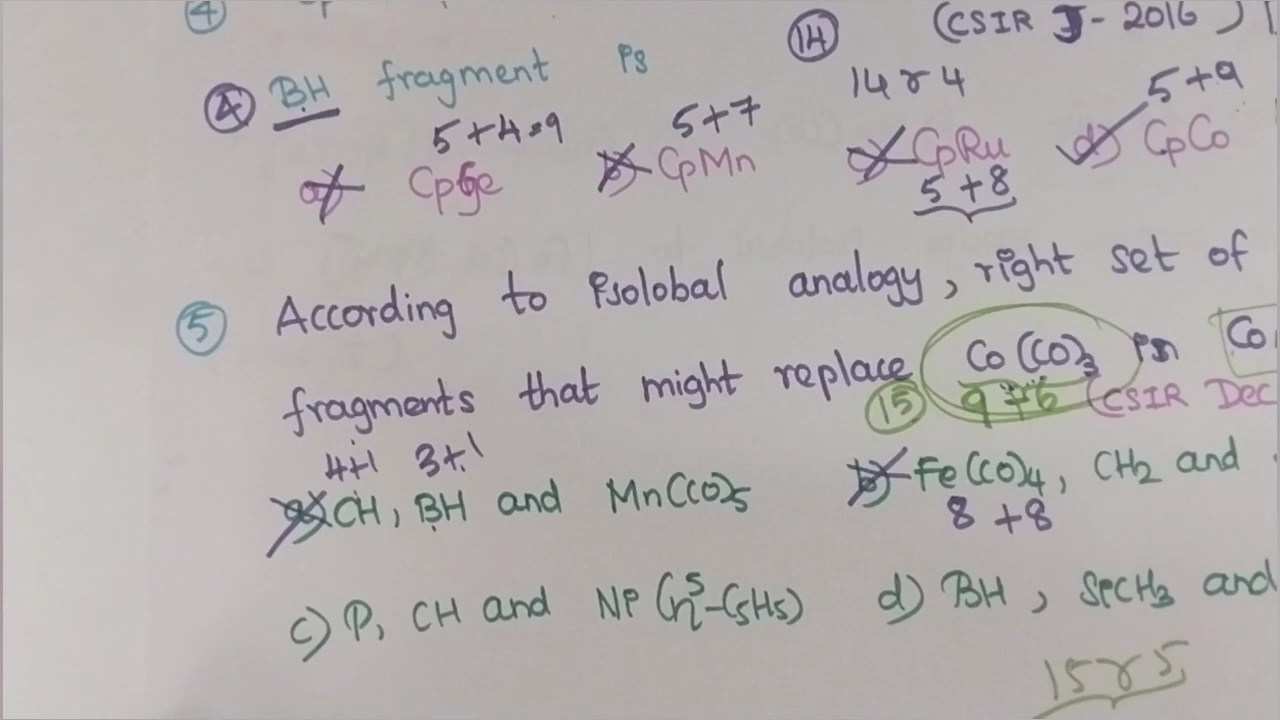 4
14 (CSIR J - 2016)
4 BH fragment is 14 or 4
5+4=9 5+7 5+9
a) CpGe b) CpMn c) CpRu d) CpCo
5+8
5 According to isolobal analogy, right set of
fragments that might replace Co(CO)3 in Co
15 9+6 (CSIR Dec
4+1 3+1
a) CH, BH and Mn(CO)5 b) Fe(CO)4, CH2 and
8+8
c) P, CH and Ni(η5-C5H5) d) BH, SiCH3 and
15 or 5